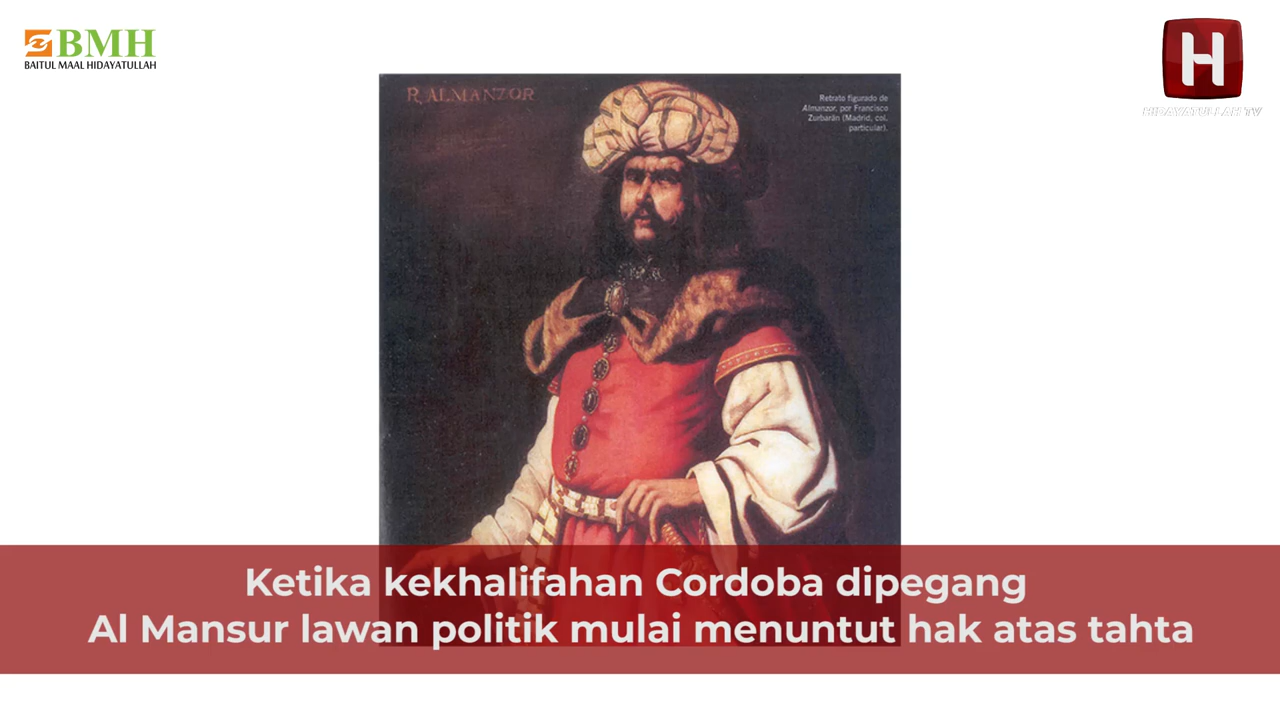 BMH
BAITUL MAAL HIDAYATULLAH
H
HIDAYATULLAH TV
R, ALMANZOR
Retrato figurado de
Almanzor, por Francisco
Zurbarán (Madrid, col.
particular).
Ketika kekhalifahan Cordoba dipegang
Al Mansur lawan politik mulai menuntut hak atas tahta